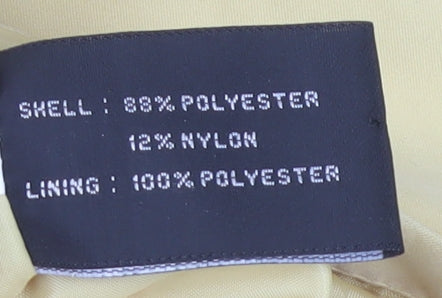 SHELL : 88% POLYESTER
12% NYLON
LINING : 100% POLYESTER